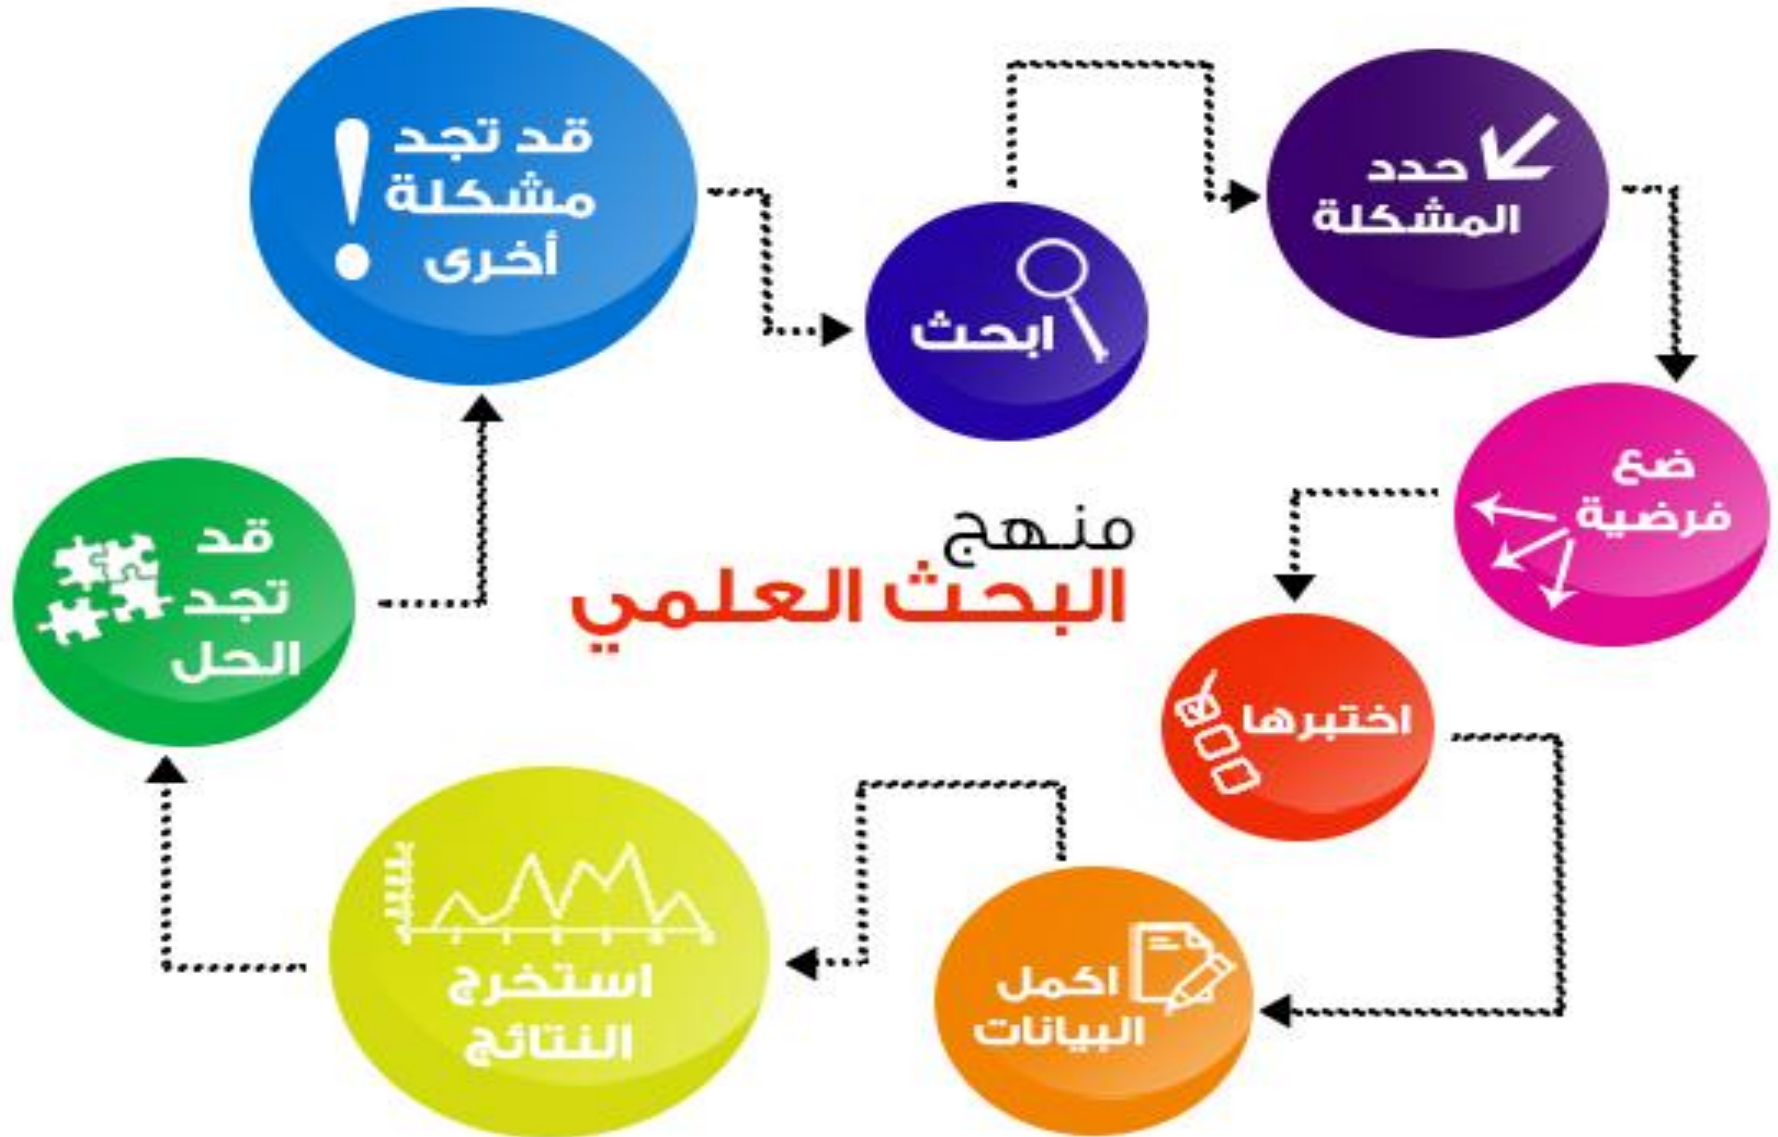 منهج
البحث العلمي
ابحث
حدد
المشكلة
ضع
فرضية
اختبرها
اكمل
البيانات
استخرج
النتائج
قد
تجد
الحل
قد تجد
مشكلة
أخرى
!